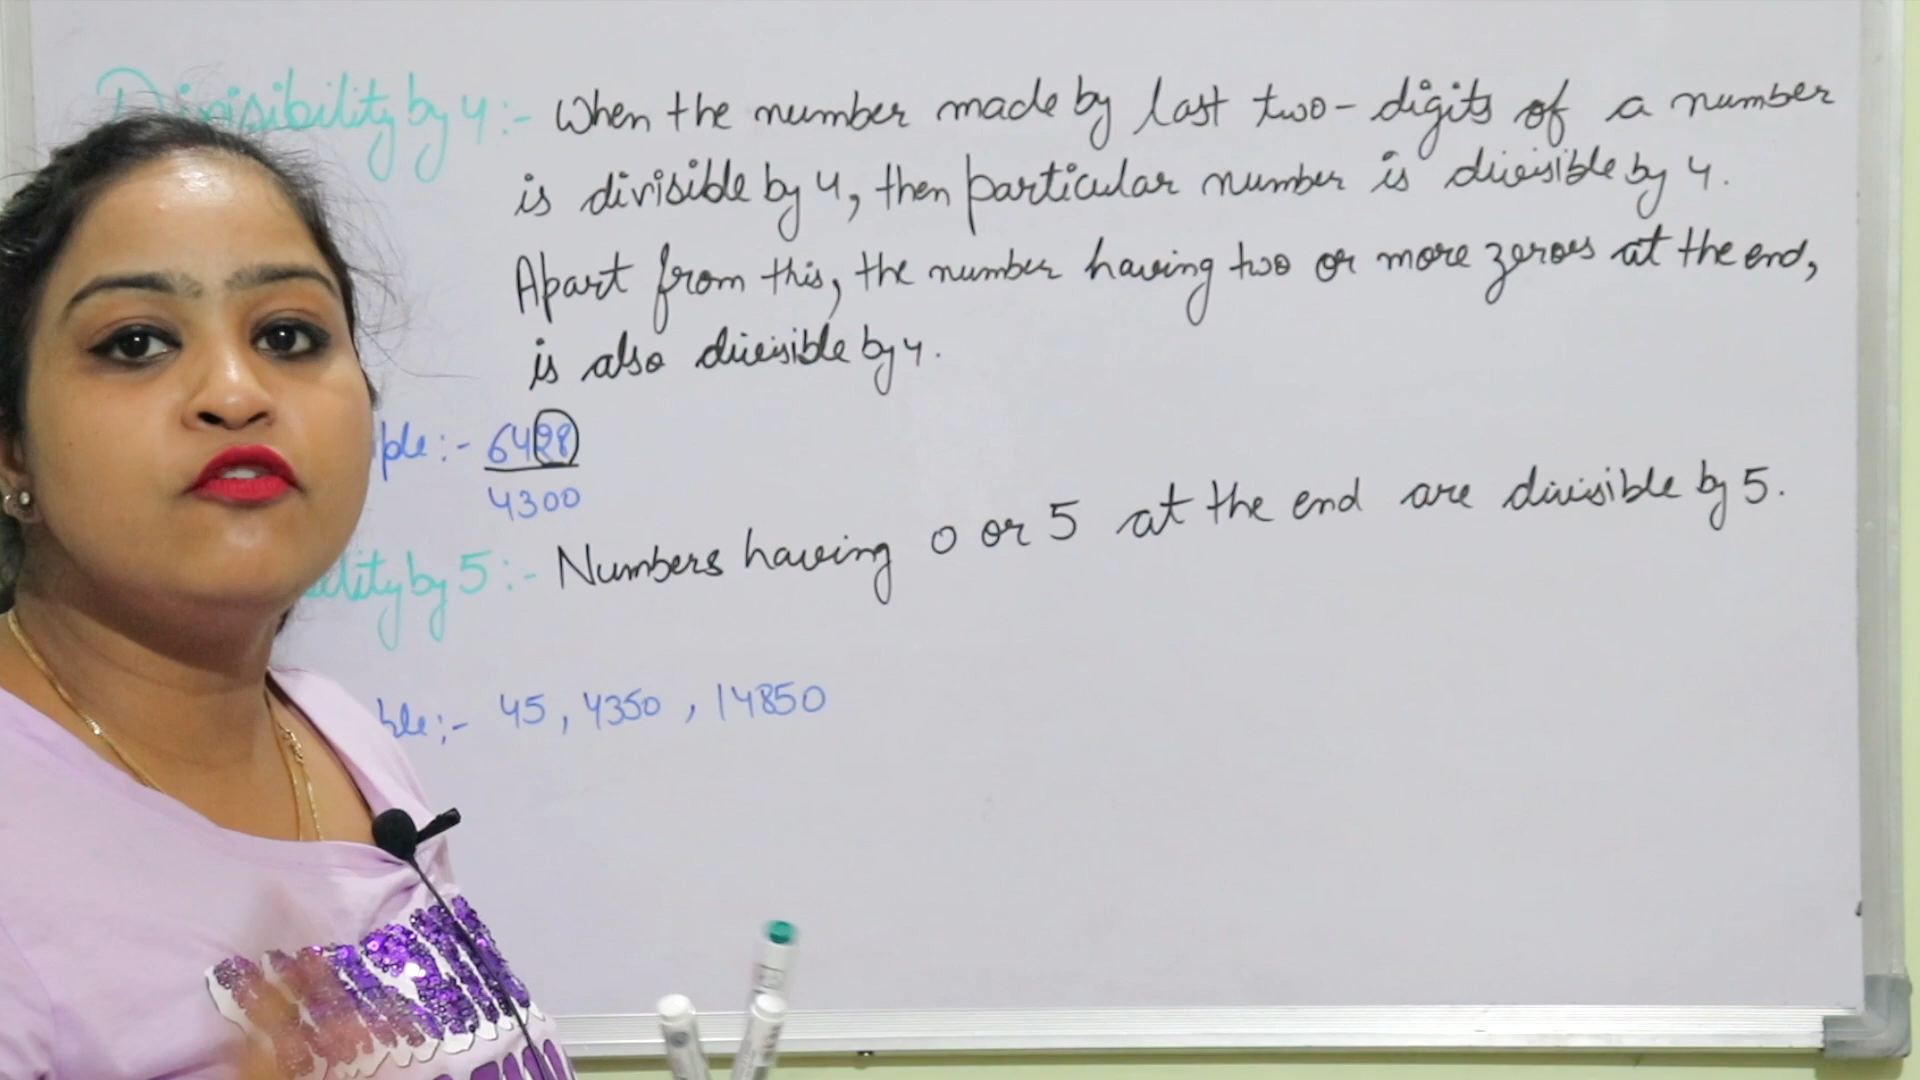 Divisibility by 4:- When the number made by last two-digits of a number
is divisible by 4, then particular number is divisible by 4.
Apart from this, the number having two or more zeroes at the end,
is also divisible by 4.
ple:- 6428
4300
ility by 5:- Numbers having 0 or 5 at the end are divisible by 5.
ble:- 45, 4350, 14850